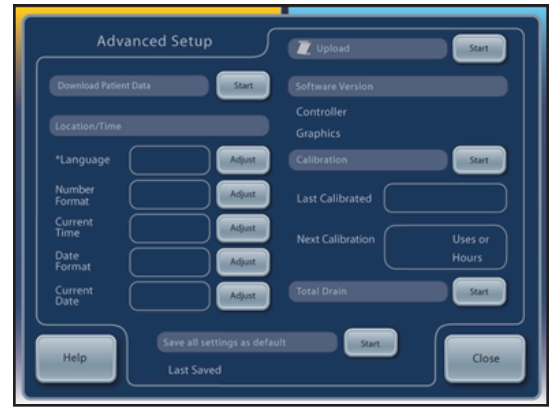 Advanced Setup
Upload
Start
Download Patient Data
Start
Software Version
Controller
Graphics
Location/Time
*Language
Adjust
Calibration
Start
Number
Format
Adjust
Last Calibrated
Current
Time
Adjust
Next Calibration
Uses or
Hours
Date
Format
Adjust
Current
Date
Adjust
Total Drain
Start
Save all settings as default
Start
Last Saved
Help
Close